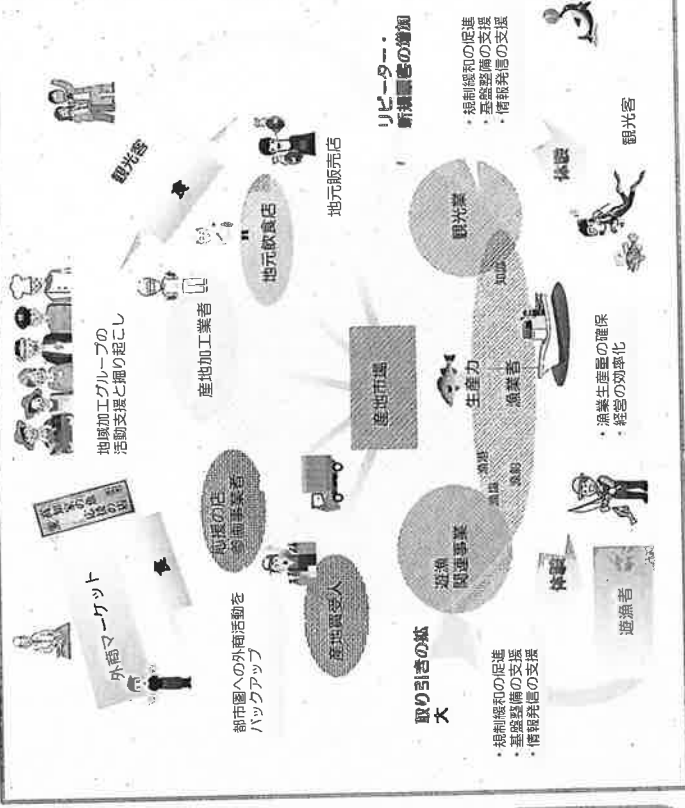 外商マーケット
食
都市圏への外商活動を
バックアップ
応援の店
参画事業者
産地買受人
地域加工グループの
活動支援と掘り起こし
産地加工業者
地元飲食店
地元販売店
観光客
食
産地市場
取り引きの拡
大
・規制緩和の促進
・基盤整備の支援
・情報発信の支援
遊漁
関連事業
体験
遊漁者
漁港
漁場
漁船
生産力
漁業者
知識
・漁業生産量の確保
・経営の効率化
観光業
体験
観光客
リピーター・
新規顧客の増加
・規制緩和の促進
・基盤整備の支援
・情報発信の支援